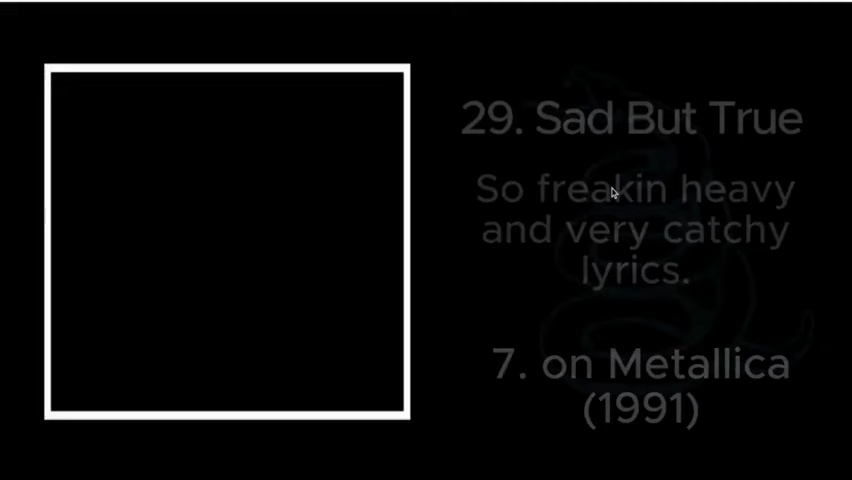 29. Sad But True
So freakin heavy
and very catchy
lyrics.
7. on Metallica
(1991)